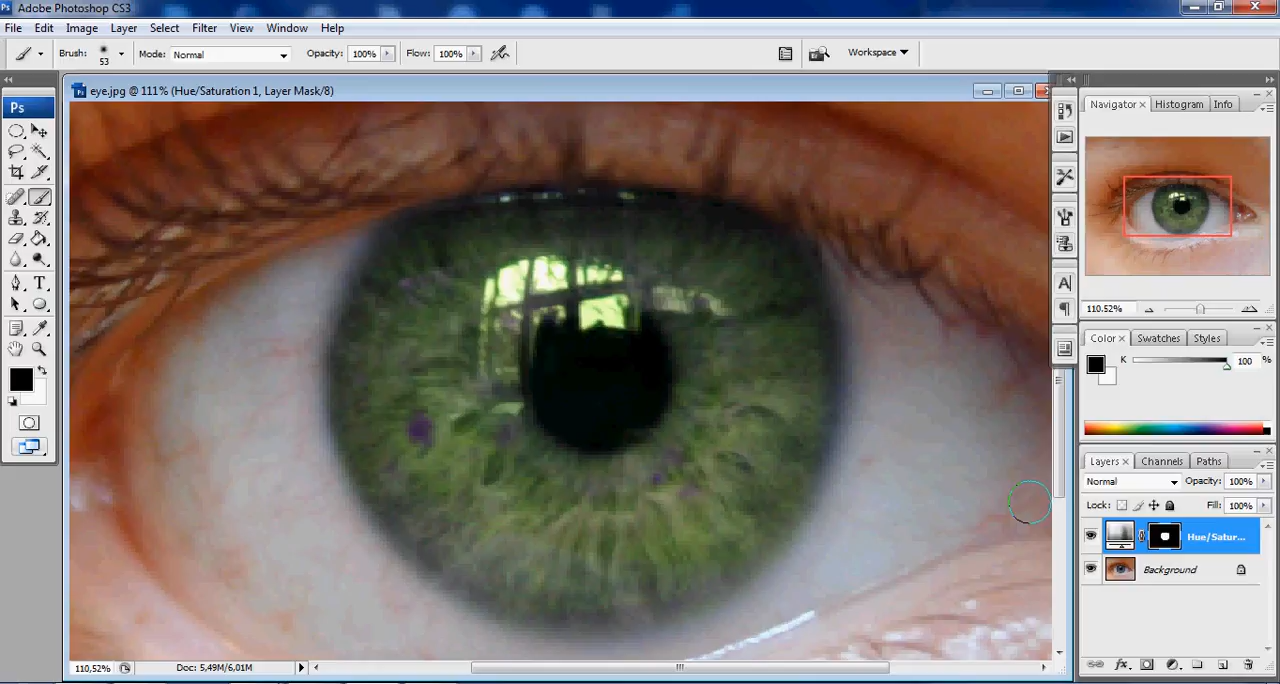 Ps Adobe Photoshop CS3
File Edit Image Layer Select Filter View Window Help
Brush: 53 Mode: Normal Opacity: 100% Flow: 100% Workspace
eye.jpg @ 111% (Hue/Saturation 1, Layer Mask/8)
Ps
Navigator Histogram Info
110.52%
Color Swatches Styles
K 100 %
Layers Channels Paths
Normal Opacity: 100%
Lock: Fill: 100%
Hue/Satur...
Background
110,52% Doc: 5,49M/6,01M